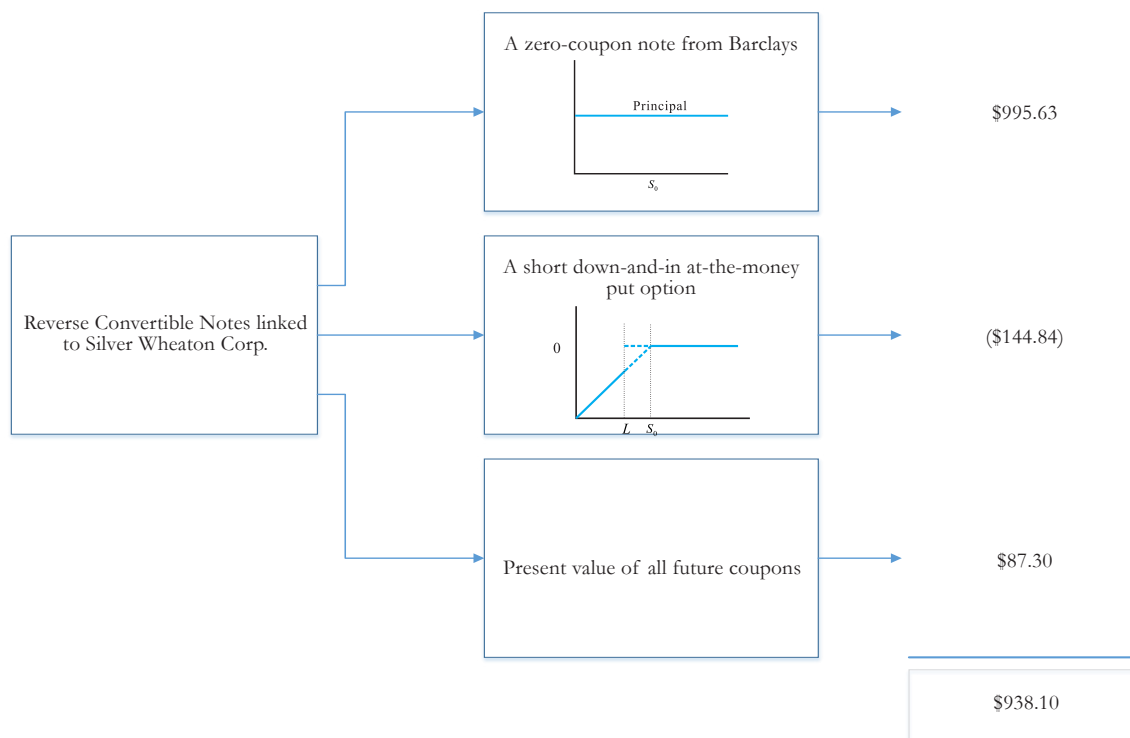 A zero-coupon note from Barclays
Principal
S₀
$995.63
Reverse Convertible Notes linked
to Silver Wheaton Corp.
A short down-and-in at-the-money
put option
0
L S₀
($144.84)
Present value of all future coupons
$87.30
$938.10